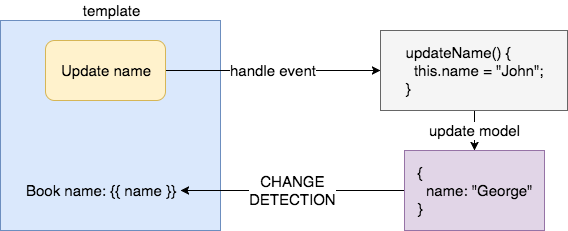 template
Update name
handle event
updateName() {
this.name = "John";
}
update model
{
name: "George"
}
CHANGE
DETECTION
Book name: {{ name }}